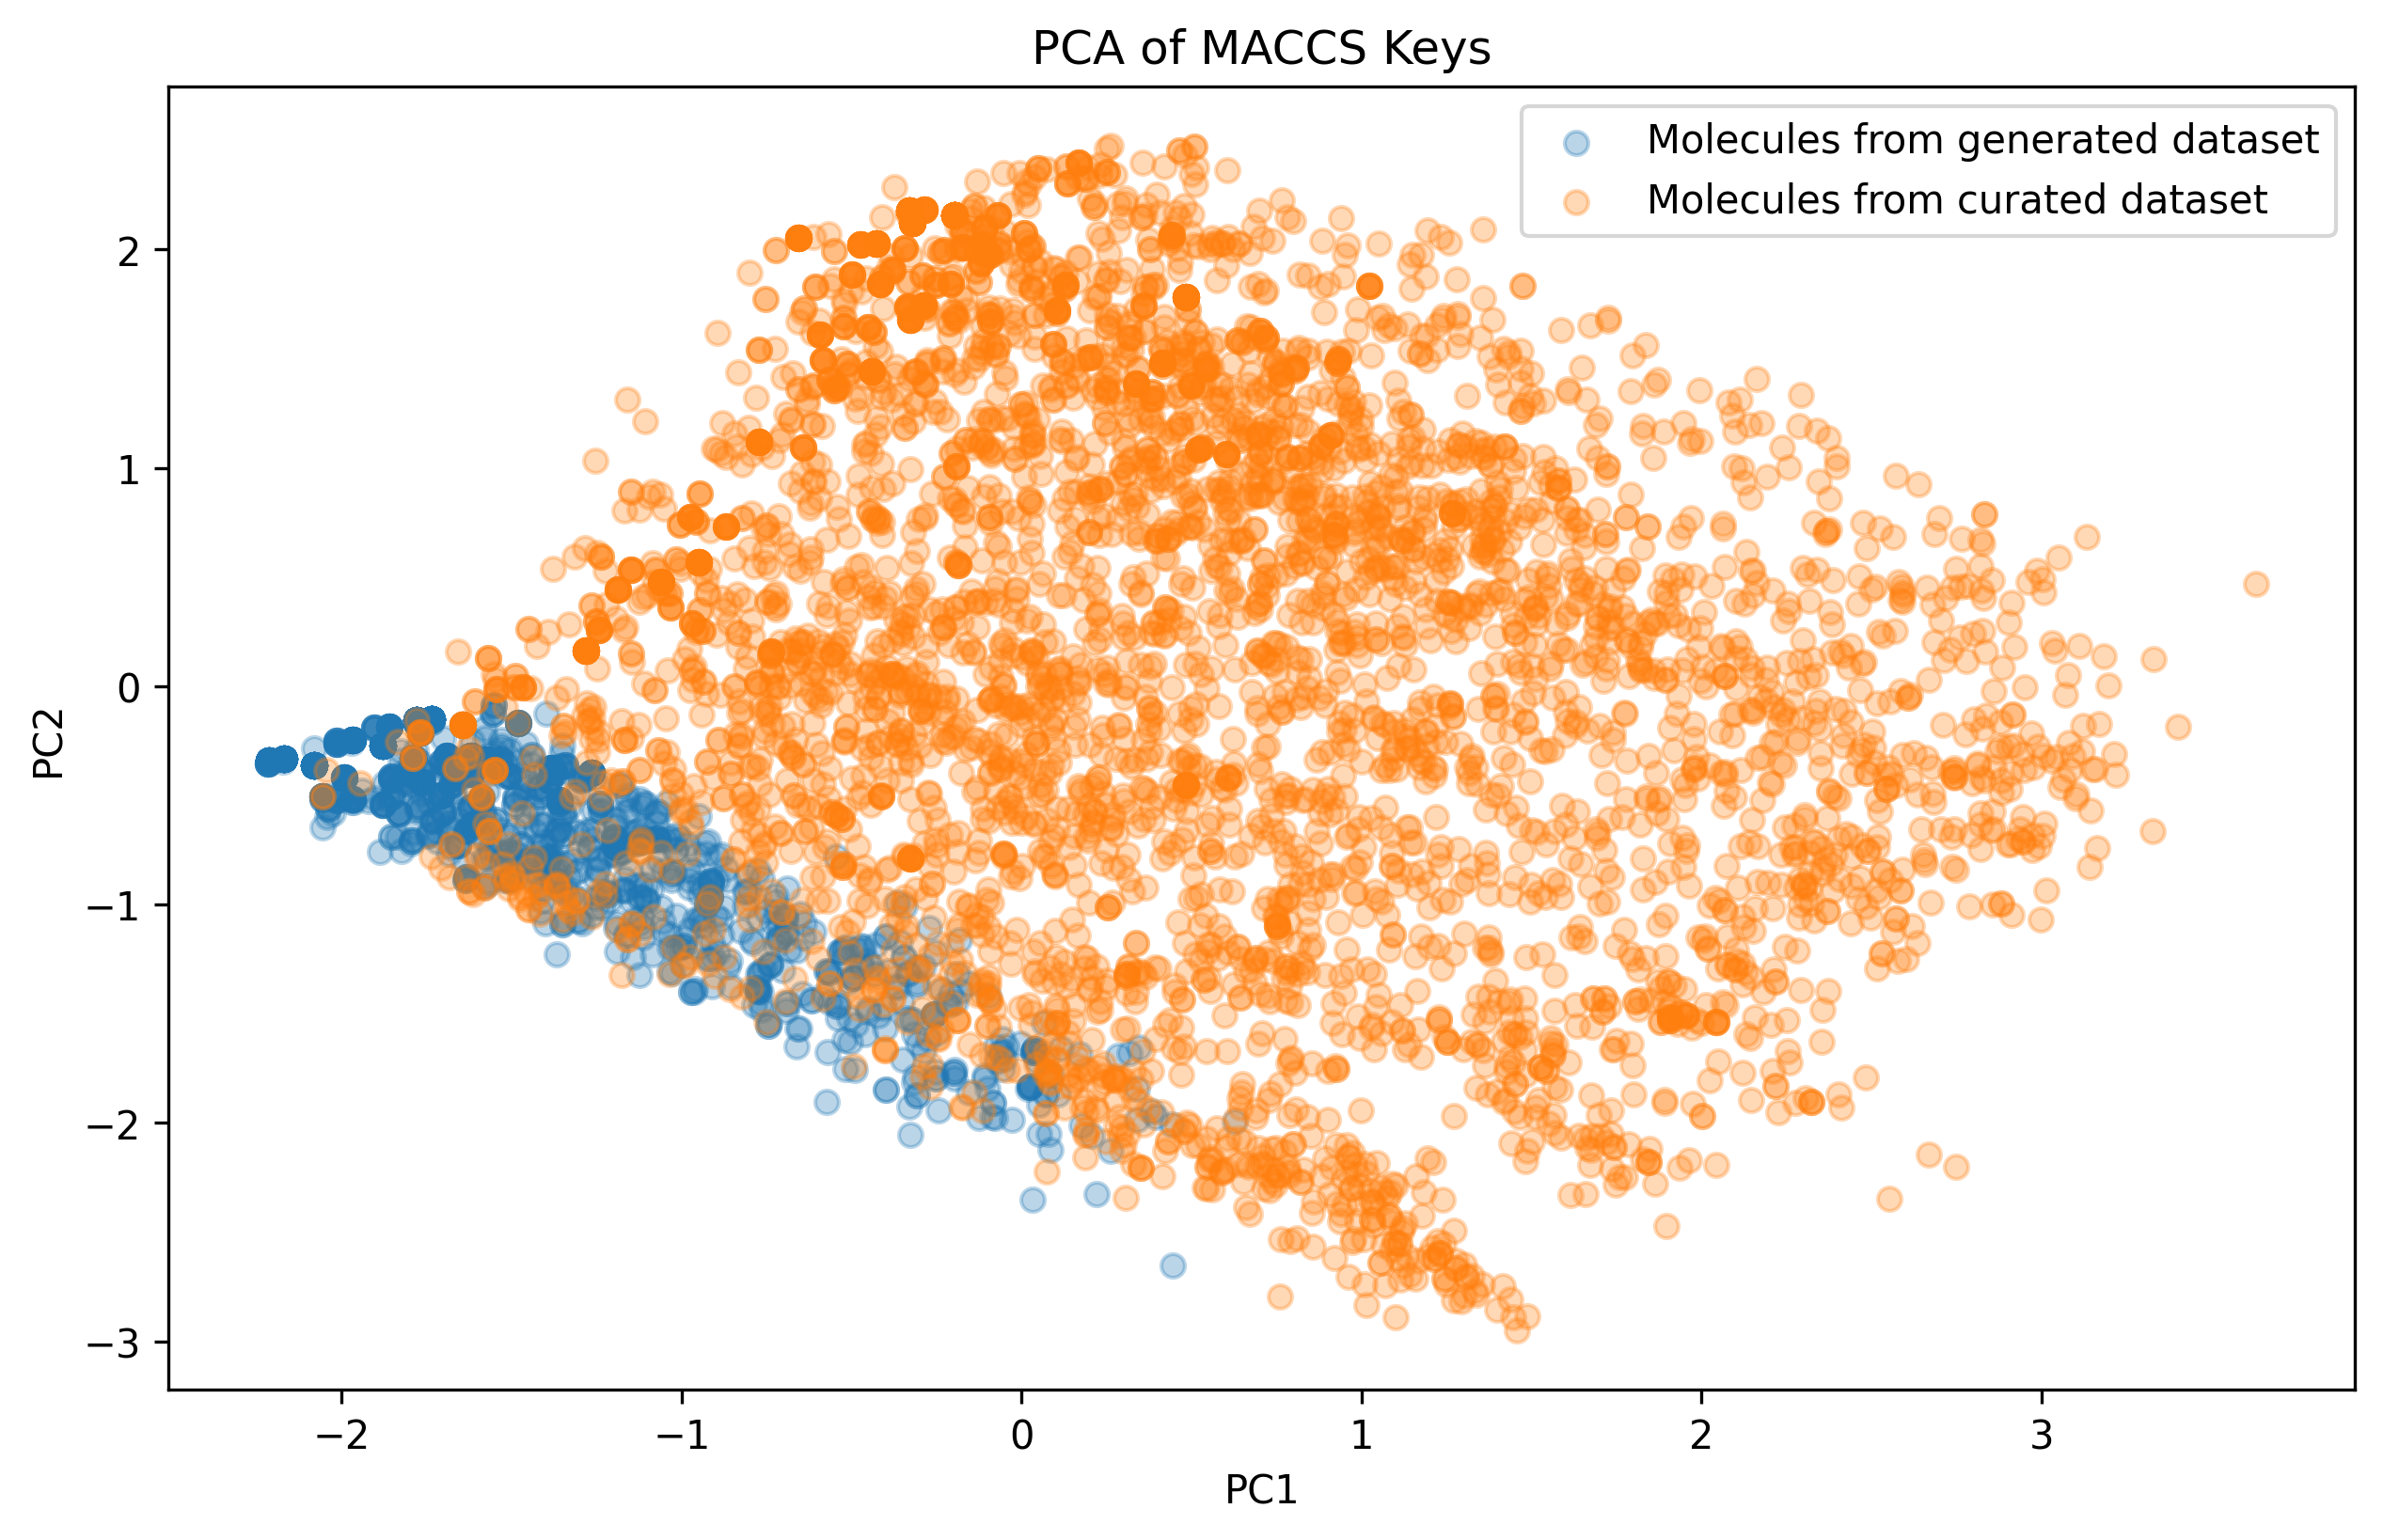 PCA of MACCS Keys
Molecules from generated dataset
Molecules from curated dataset
PC2
2
1
0
−1
−2
−3
−2
−1
0
1
2
3
PC1